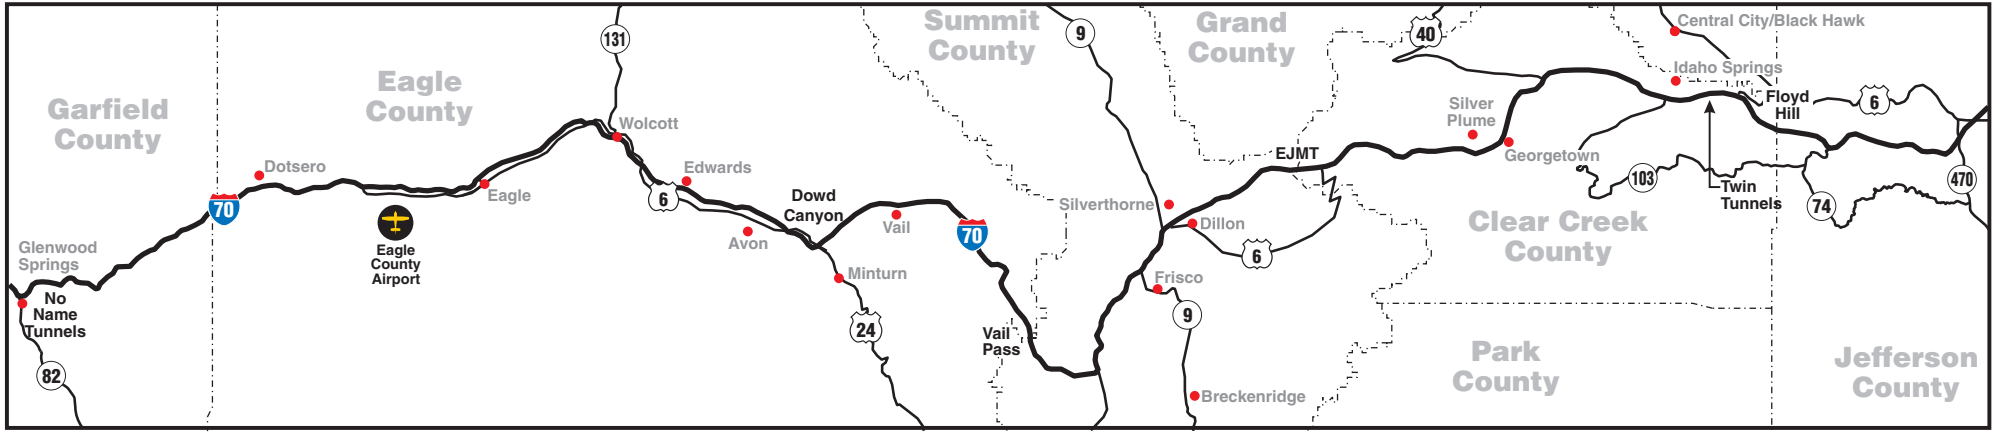 Garfield
County
Glenwood
Springs
No
Name
Tunnels
82
70
Dotsero
Eagle
County
Eagle
County
Airport
Eagle
131
Wolcott
6
Edwards
Avon
Dowd
Canyon
Minturn
24
Vail
70
Vail
Pass
Summit
County
9
Silverthorne
Dillon
6
Frisco
9
Breckenridge
Grand
County
EJMT
40
Silver
Plume
Georgetown
Central City/Black Hawk
Idaho Springs
Floyd
Hill
6
103
Twin
Tunnels
74
470
Clear Creek
County
Park
County
Jefferson
County